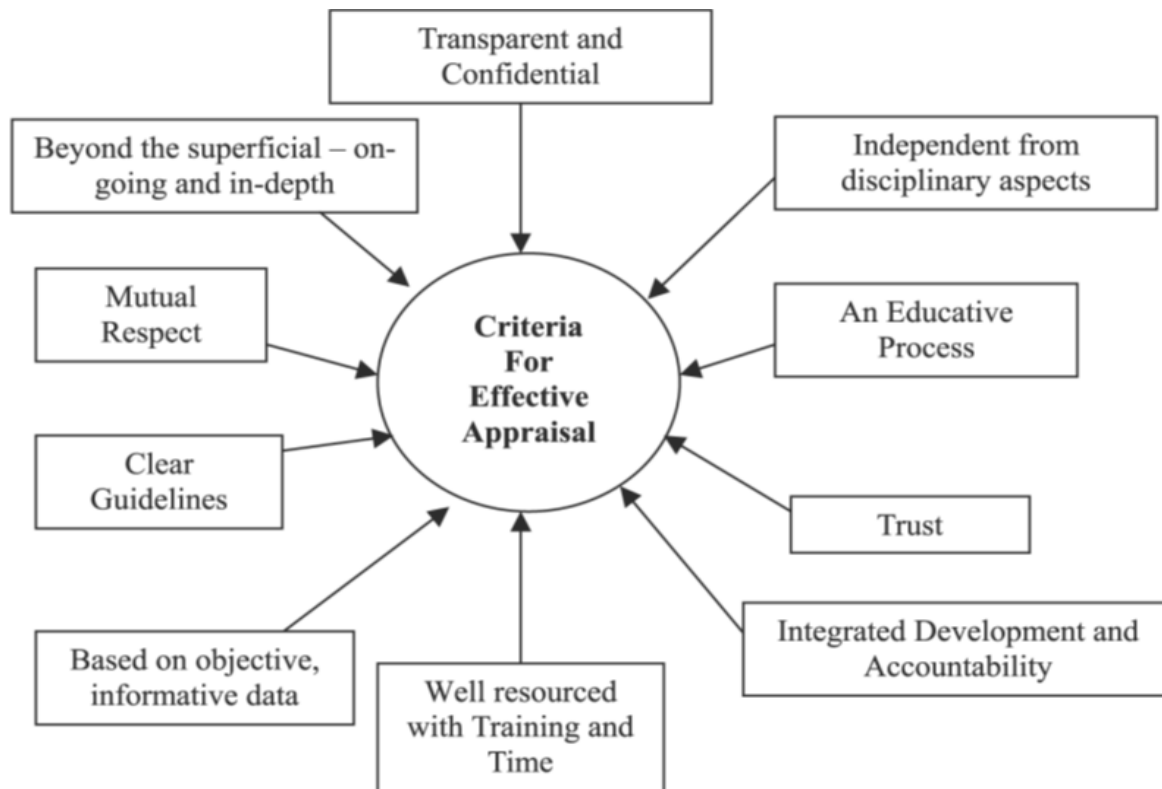 Transparent and
Confidential
Beyond the superficial – on-
going and in-depth
Independent from
disciplinary aspects
Mutual
Respect
An Educative
Process
Criteria
For
Effective
Appraisal
Clear
Guidelines
Trust
Based on objective,
informative data
Well resourced
with Training and
Time
Integrated Development and
Accountability